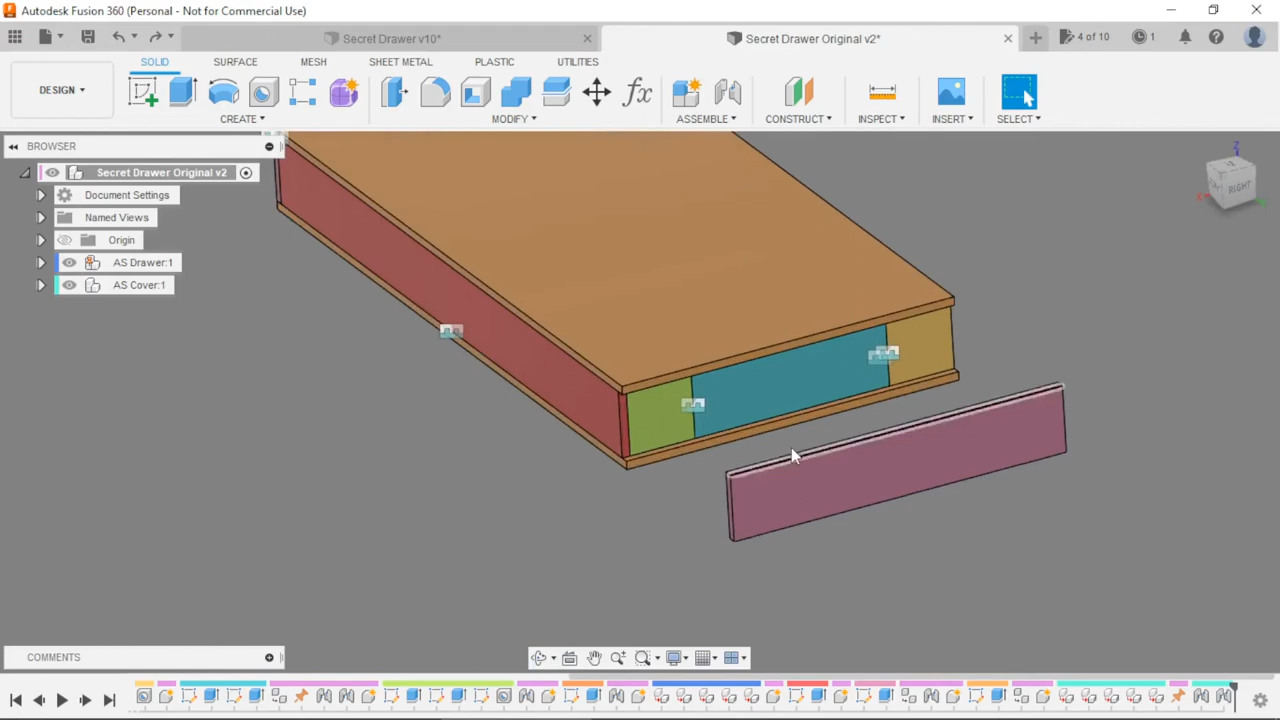 Autodesk Fusion 360 (Personal - Not for Commercial Use)
Secret Drawer v10*
Secret Drawer Original v2*
4 of 10
1
SOLID
SURFACE
MESH
SHEET METAL
PLASTIC
UTILITIES
DESIGN
CREATE
MODIFY
ASSEMBLE
CONSTRUCT
INSPECT
INSERT
SELECT
BROWSER
Secret Drawer Original v2
Document Settings
Named Views
Origin
AS Drawer:1
AS Cover:1
Z
RIGHT
COMMENTS